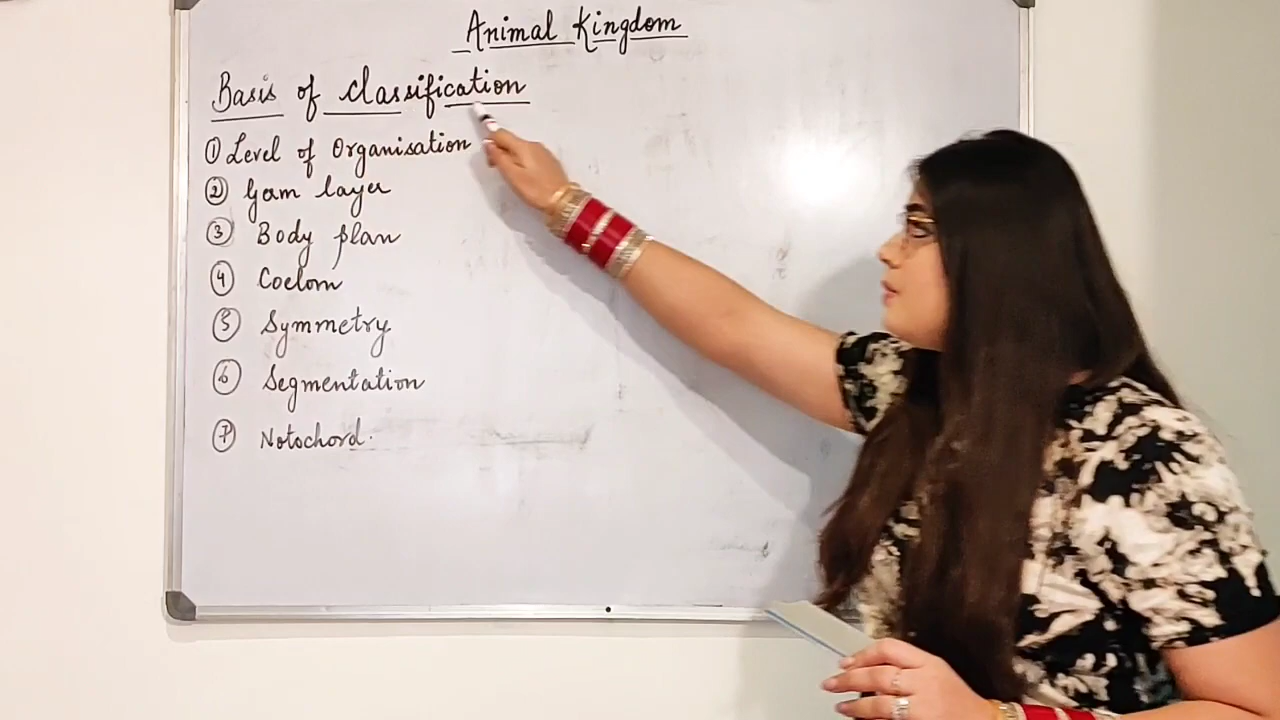 Animal Kingdom
Basis of classification
① Level of Organisation
② Germ layer
③ Body plan
④ Coelom
⑤ Symmetry
⑥ Segmentation
⑦ Notochord.